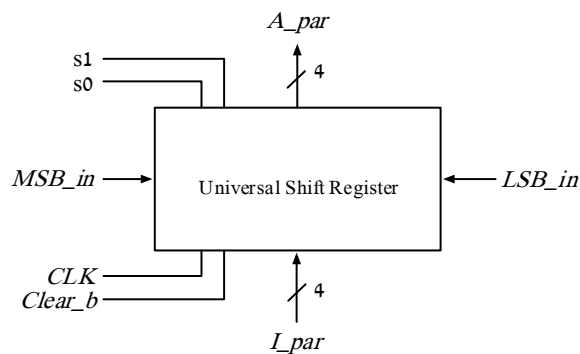 A_par
s1
4
s0
MSB_in
Universal Shift Register
LSB_in
CLK
Clear_b
4
I_par